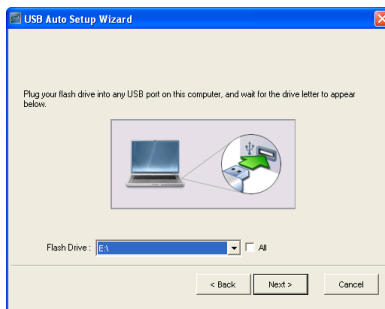 USB Auto Setup Wizard
Plug your flash drive into any USB port on this computer, and wait for the drive letter to appear
below.
Flash Drive : E:\ All
< Back Next > Cancel